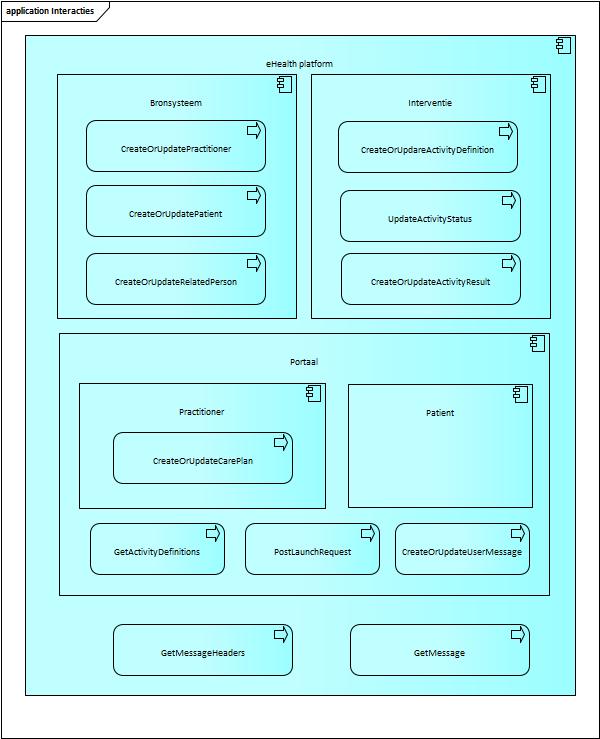 application Interacties
eHealth platform
Bronsysteem
CreateOrUpdatePractitioner
CreateOrUpdatePatient
CreateOrUpdateRelatedPerson
Interventie
CreateOrUpdareActivityDefinition
UpdateActivityStatus
CreateOrUpdateActivityResult
Portaal
Practitioner
CreateOrUpdateCarePlan
Patient
GetActivityDefinitions
PostLaunchRequest
CreateOrUpdateUserMessage
GetMessageHeaders
GetMessage